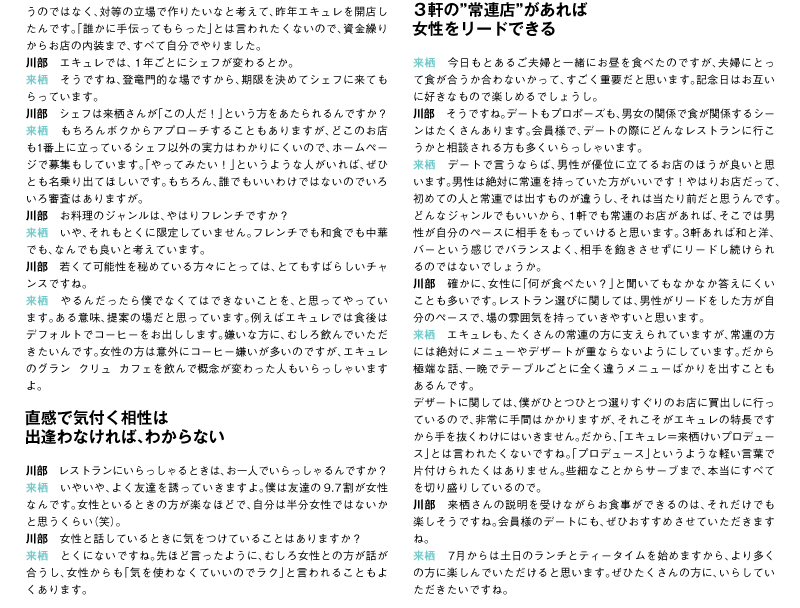 うのではなく、対等の立場で作りたいなと考えて、昨年エキュレを開店し
たんです。「誰かに手伝ってもらった」とは言われたくないので、資金繰り
からお店の内装まで、すべて自分でやりました。
川部　エキュレでは、1年ごとにシェフが変わるとか。
来栖　そうですね、登竜門的な場ですから、期限を決めてシェフに来ても
らっています。
川部　シェフは来栖さんが「この人だ！」という方をあたられるんですか？
来栖　もちろんボクからアプローチすることもありますが、どこのお店
も1番上に立っているシェフ以外の実力はわかりにくいので、ホームペー
ジで募集もしています。「やってみたい！」というような人がいれば、ぜひ
とも名乗り出てほしいです。もちろん、誰でもいいわけではないのでいろ
いろ審査はありますが。
川部　お料理のジャンルは、やはりフレンチですか？
来栖　いや、それもとくに限定していません。フレンチでも和食でも中華
でも、なんでも良いと考えています。
川部　若くて可能性を秘めている方々にとっては、とてもすばらしいチャ
ンスですね。
来栖　やるんだったら僕でなくてはできないことを、と思ってやってい
ます。ある意味、提案の場だと思っています。例えばエキュレでは食後は
デフォルトでコーヒーをお出しします。嫌いな方に、むしろ飲んでいただ
きたいんです。女性の方は意外にコーヒー嫌いが多いのですが、エキュレ
のグラン　クリュ　カフェを飲んで概念が変わった人もいらっしゃいます
よ。
直感で気付く相性は
出逢わなければ、わからない
川部　レストランにいらっしゃるときは、お一人でいらっしゃるんですか？
来栖　いやいや、よく友達を誘っていきますよ。僕は友達の9.7割が女性
なんです。女性といるときの方が楽なほどで、自分は半分女性ではないか
と思うくらい（笑）。
川部　女性と話しているときに気をつけていることはありますか？
来栖　とくにないですね。先ほど言ったように、むしろ女性との方が話が
合うし、女性からも「気を使わなくていいのでラク」と言われることもよ
くあります。
３軒の"常連店"があれば
女性をリードできる
来栖　今日もとあるご夫婦と一緒にお昼を食べたのですが、夫婦にとっ
て食が合うか合わないかって、すごく重要だと思います。記念日はお互い
に好きなもので楽しめるでしょうし。
川部　そうですね。デートもプロポーズも、男女の関係で食が関係するシー
ンはたくさんあります。会員様で、デートの際にどんなレストランに行こ
うかと相談される方も多くいらっしゃいます。
来栖　デートで言うならば、男性が優位に立てるお店のほうが良いと思
います。男性は絶対に常連を持っていた方がいいです！やはりお店だって、
初めての人と常連では出すものが違うし、それは当たり前だと思うんです。
どんなジャンルでもいいから、1軒でも常連のお店があれば、そこでは男
性が自分のペースに相手をもっていけると思います。3軒あれば和と洋、
バーという感じでバランスよく、相手を飽きさせずにリードし続けられ
るのではないでしょうか。
川部　確かに、女性に「何が食べたい？」と聞いてもなかなか答えにくい
ことも多いです。レストラン選びに関しては、男性がリードをした方が自
分のペースで、場の雰囲気を持っていきやすいと思います。
来栖　エキュレも、たくさんの常連の方に支えられていますが、常連の方
には絶対にメニューやデザートが重ならないようにしています。だから
極端な話、一晩でテーブルごとに全く違うメニューばかりを出すことも
あるんです。
デザートに関しては、僕がひとつひとつ選りすぐりのお店に買出しに行っ
ているので、非常に手間はかかりますが、それこそがエキュレの特長です
から手を抜くわけにはいきません。だから、「エキュレ=来栖けいプロデュー
ス」とは言われたくないですね。「プロデュース」というような軽い言葉で
片付けられたくはありません。些細なことからサーブまで、本当にすべて
を切り盛りしているので。
川部　来栖さんの説明を受けながらお食事ができるのは、それだけでも
楽しそうですね。会員様のデートにも、ぜひおすすめさせていただきます
ね。
来栖　7月からは土日のランチとティータイムを始めますから、より多く
の方に楽しんでいただけると思います。ぜひたくさんの方に、いらしてい
ただきたいですね。